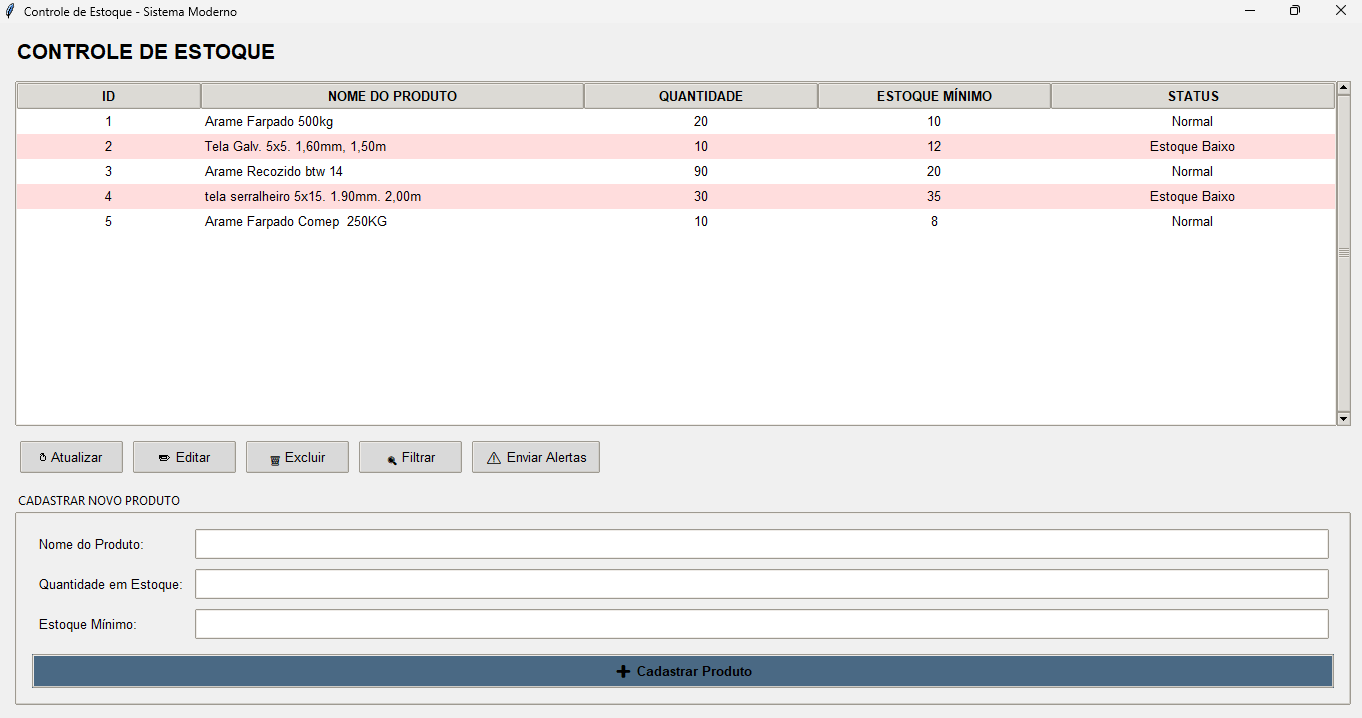 Controle de Estoque - Sistema Moderno
CONTROLE DE ESTOQUE
ID NOME DO PRODUTO QUANTIDADE ESTOQUE MÍNIMO STATUS
1 Arame Farpado 500kg 20 10 Normal
2 Tela Galv. 5x5. 1,60mm, 1,50m 10 12 Estoque Baixo
3 Arame Recozido btw 14 90 20 Normal
4 tela serralheiro 5x15. 1.90mm. 2,00m 30 35 Estoque Baixo
5 Arame Farpado Comep  250KG 10 8 Normal
Atualizar Editar Excluir Filtrar Enviar Alertas
CADASTRAR NOVO PRODUTO
Nome do Produto:
Quantidade em Estoque:
Estoque Mínimo:
Cadastrar Produto